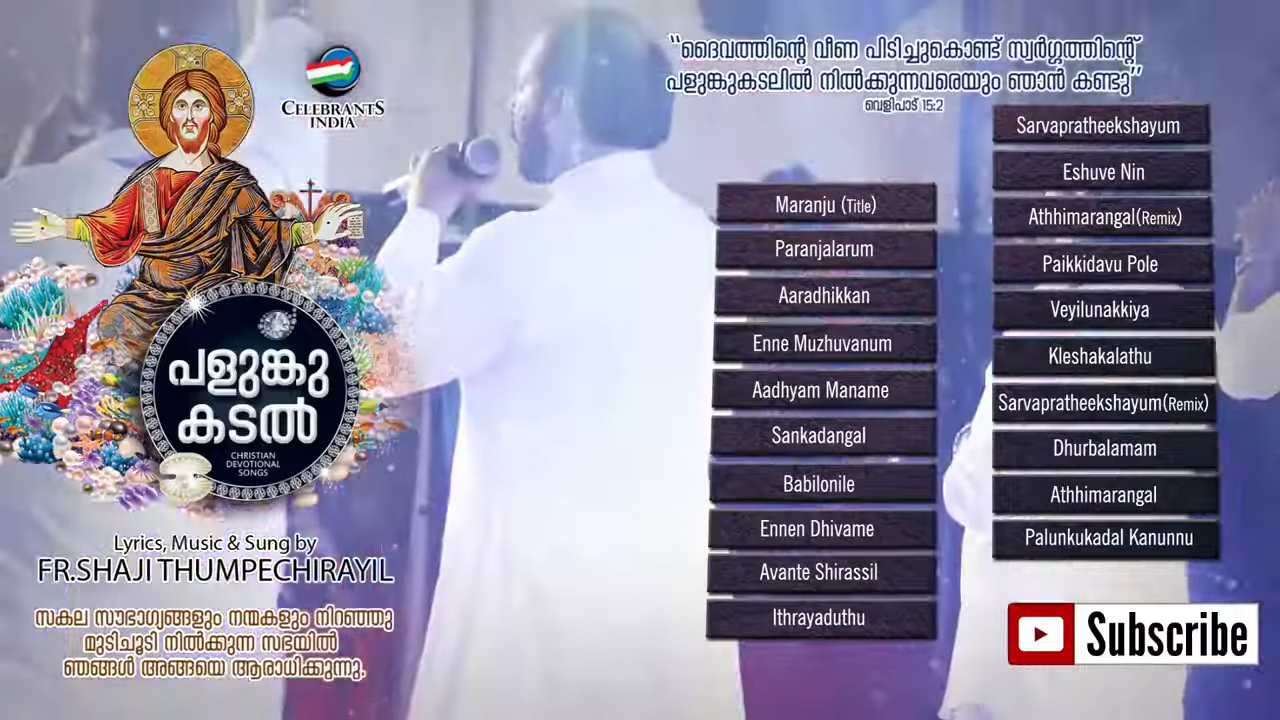 CELEBRANTS
INDIA
പളുങ്കു
കടൽ
CHRISTIAN
DEVOTIONAL
SONGS
Lyrics, Music & Sung by
FR.SHAJI THUMPECHIRAYIL
സകല സൗഭാഗ്യങ്ങളും നന്മകളും നിറഞ്ഞു
മുടിചൂടി നിൽക്കുന്ന സഭയിൽ
ഞങ്ങൾ അങ്ങയെ ആരാധിക്കുന്നു.
“ദൈവത്തിന്റെ വീണ പിടിച്ചുകൊണ്ട് സ്വർഗ്ഗത്തിന്റെ
പളുങ്കുകടലിൽ നിൽക്കുന്നവരെയും ഞാൻ കണ്ടു”
വെളിപാട് 15:2
Maranju (Title)
Paranjalarum
Aaradhikkan
Enne Muzhuvanum
Aadhyam Maname
Sankadangal
Babilonile
Ennen Dhivame
Avante Shirassil
Ithrayaduthu
Sarvapratheekshayum
Eshuve Nin
Athhimarangal(Remix)
Paikkidavu Pole
Veyilunakkiya
Kleshakalathu
Sarvapratheekshayum(Remix)
Dhurbalamam
Athhimarangal
Palunkukadal Kanunnu
Subscribe